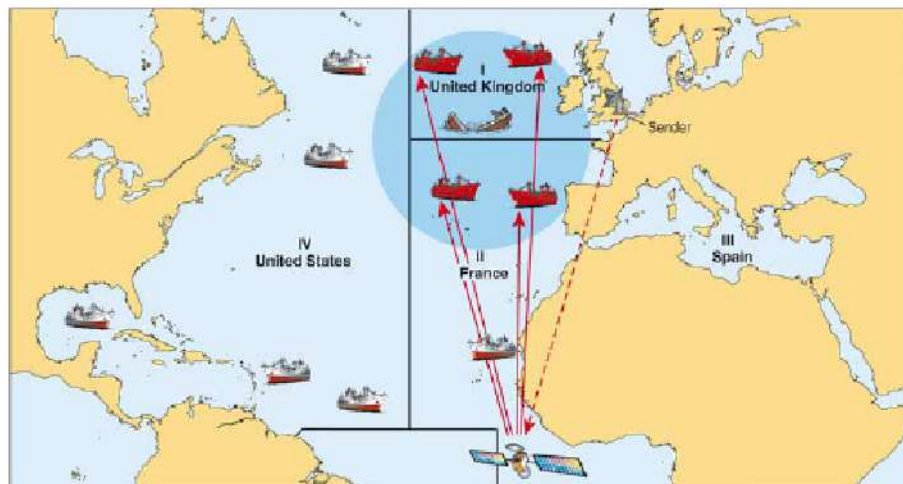 I
United Kingdom
Sender
IV
United States
II
France
III
Spain